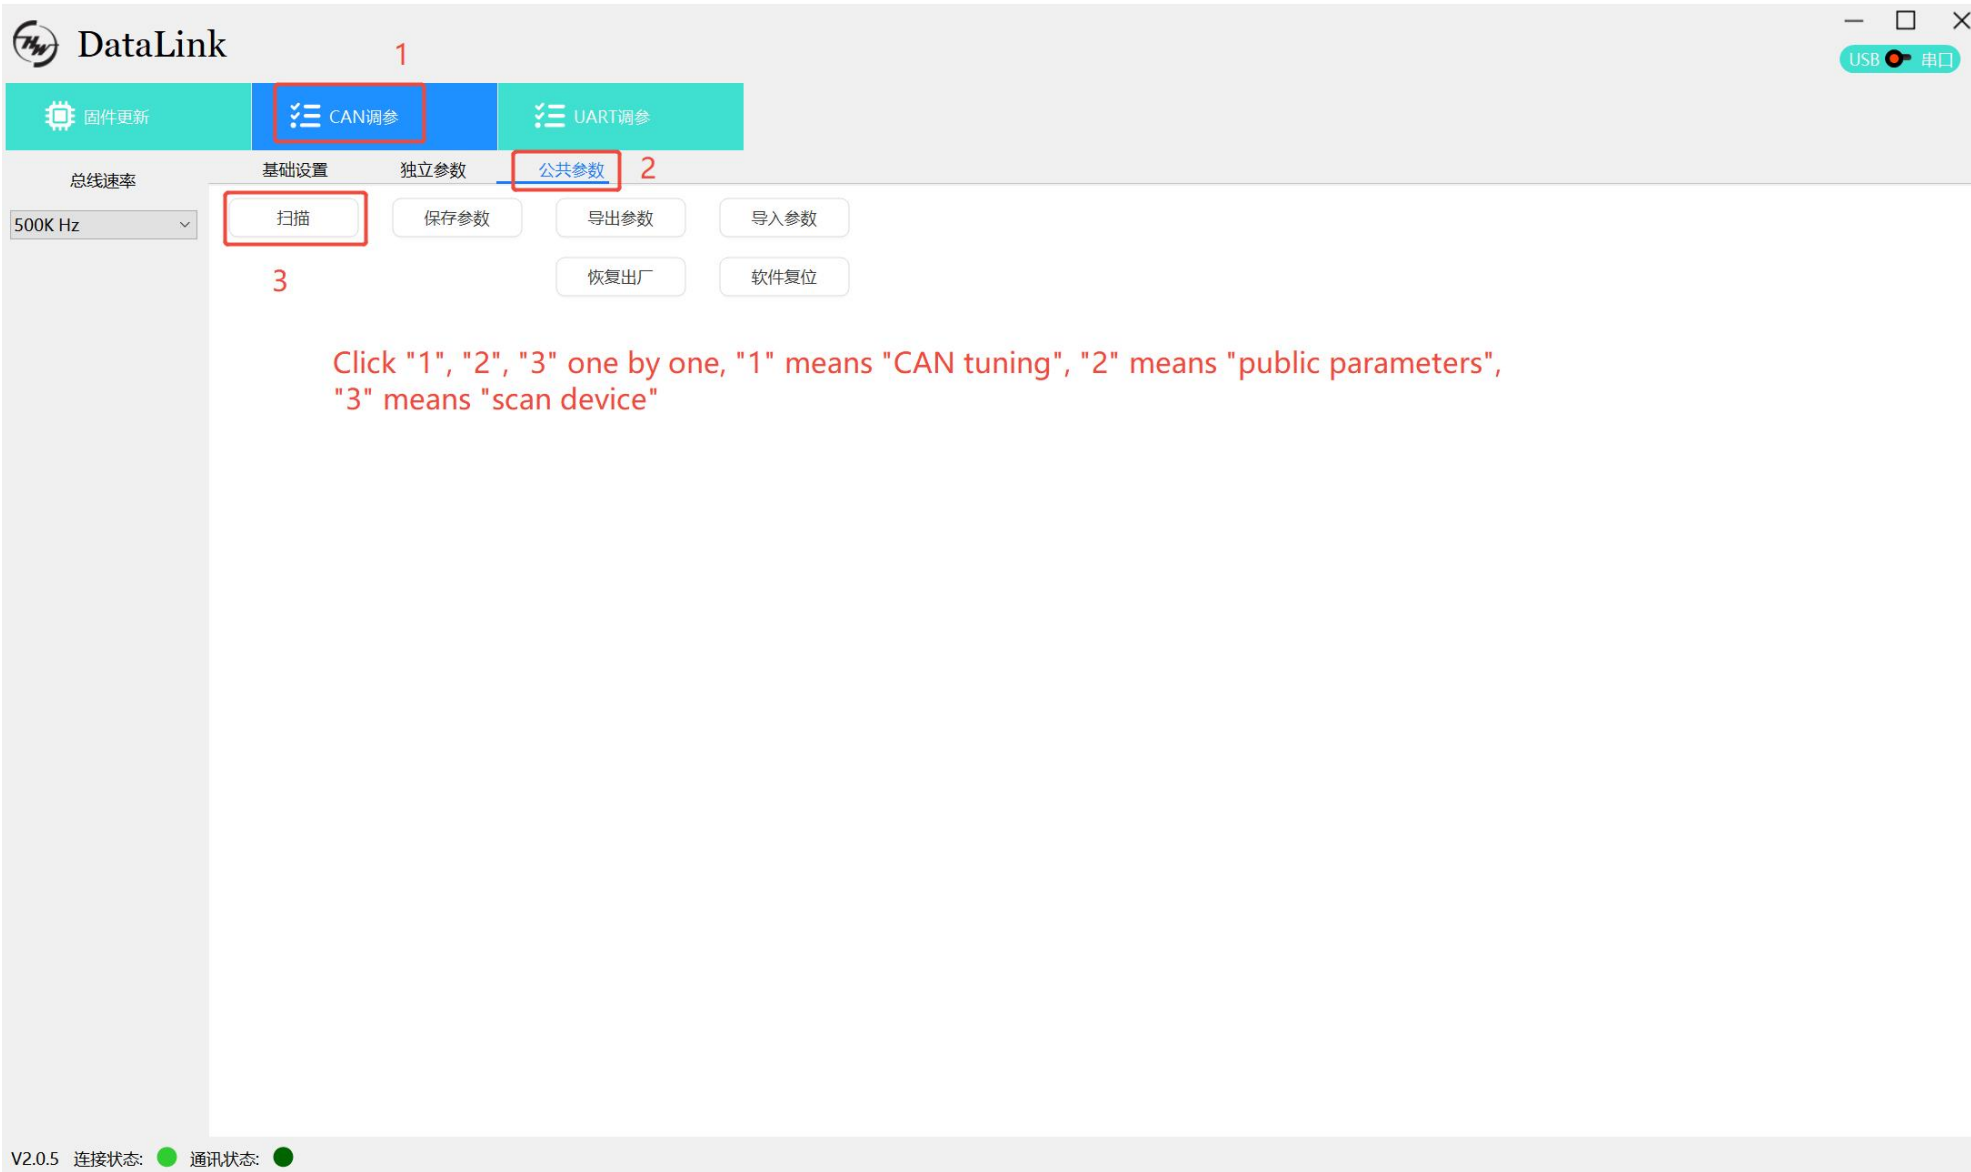 HW DataLink
1
USB 串口
固件更新 CAN调参 UART调参
总线速率 基础设置 独立参数 公共参数 2
500K Hz 扫描 保存参数 导出参数 导入参数
3 恢复出厂 软件复位
Click "1", "2", "3" one by one, "1" means "CAN tuning", "2" means "public parameters",
"3" means "scan device"
V2.0.5 连接状态: 通讯状态: